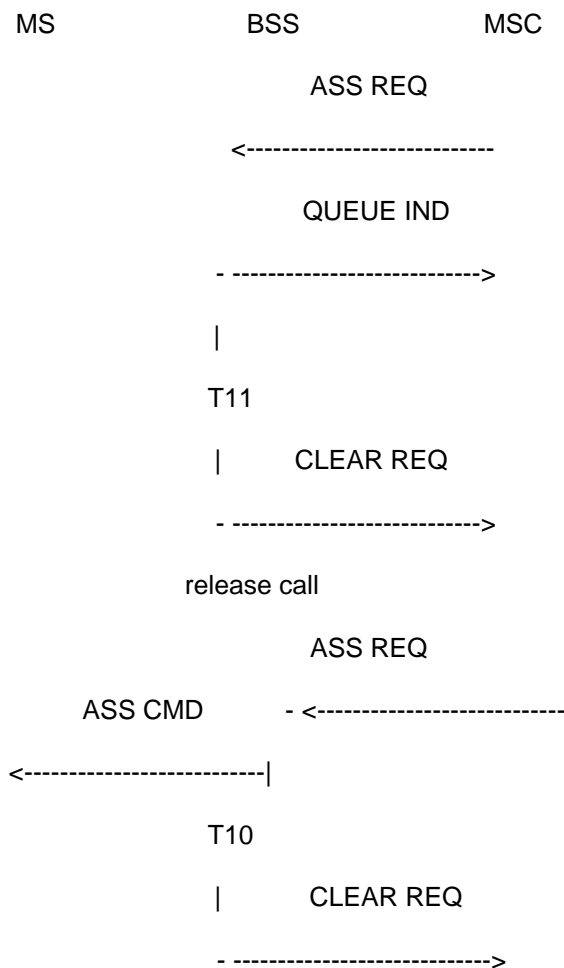 MS BSS MSC
ASS REQ
<----------------------------
QUEUE IND
- ---------------------------->
|
T11
| CLEAR REQ
- ---------------------------->
release call
ASS REQ
ASS CMD - <----------------------------
<---------------------------|
T10
| CLEAR REQ
- ----------------------------->